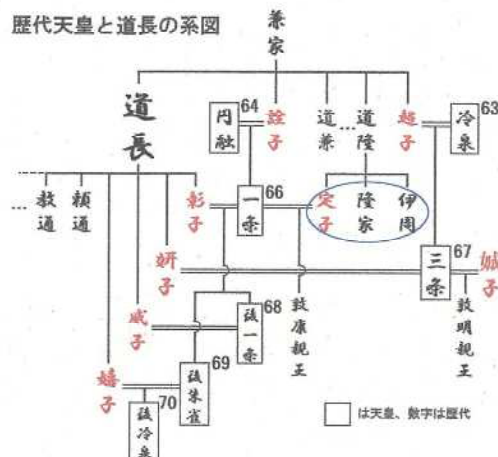 歴代天皇と道長の系図
兼家
道長
円融
64
詮子
道兼
…
道隆
超子
冷泉
63
…
教通
頼通
彰子
一条
66
定子
隆家
伊周
妍子
三条
67
娍子
威子
後一条
68
敦康親王
敦明親王
嬉子
後朱雀
69
後冷泉
70
は天皇、数字は歴代